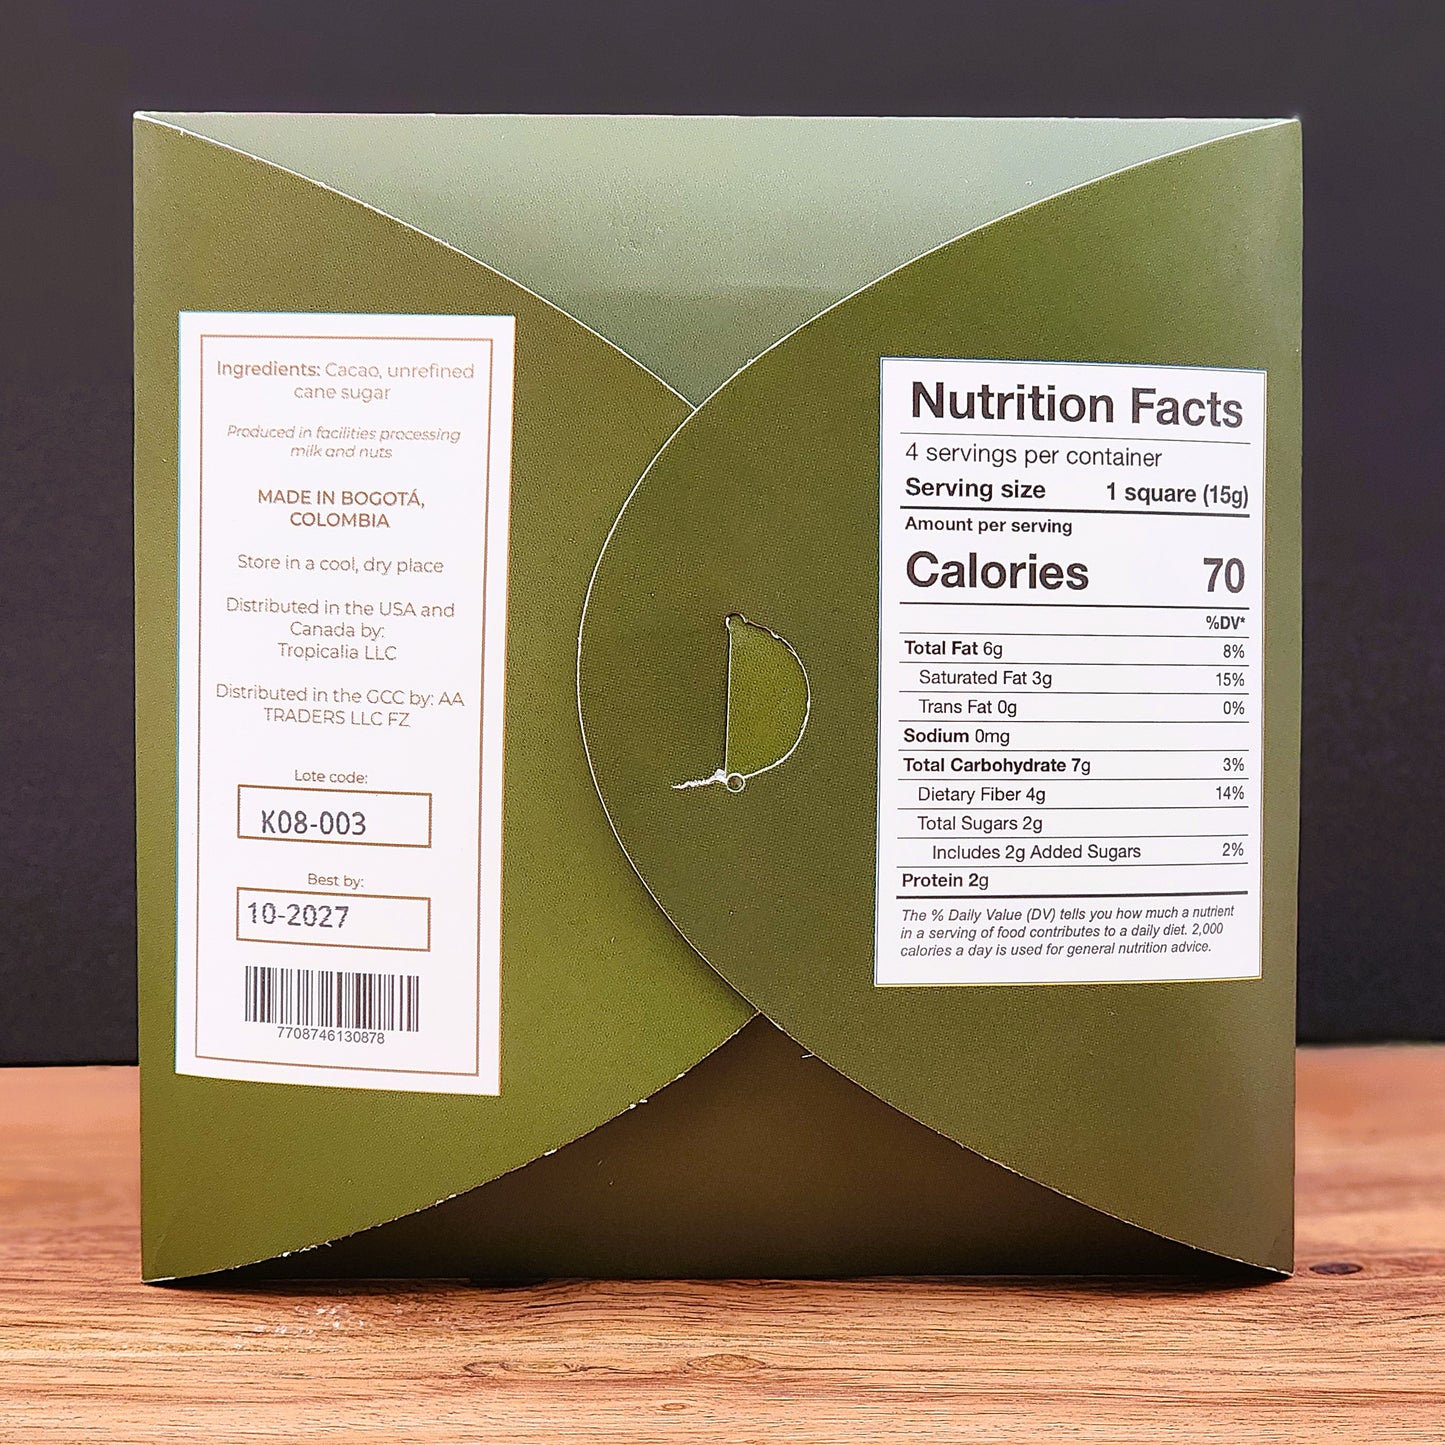 Ingredients: Cacao, unrefined
cane sugar
Produced in facilities processing
milk and nuts
MADE IN BOGOTÁ,
COLOMBIA
Store in a cool, dry place
Distributed in the USA and
Canada by:
Tropicalia LLC
Distributed in the GCC by: AA
TRADERS LLC FZ
Lote code:
K08-003
Best by:
10-2027
7708746130878
Nutrition Facts
4 servings per container
Serving size 1 square (15g)
Amount per serving
Calories 70
%DV*
Total Fat 6g 8%
Saturated Fat 3g 15%
Trans Fat 0g 0%
Sodium 0mg
Total Carbohydrate 7g 3%
Dietary Fiber 4g 14%
Total Sugars 2g
Includes 2g Added Sugars 2%
Protein 2g
The % Daily Value (DV) tells you how much a nutrient
in a serving of food contributes to a daily diet. 2,000
calories a day is used for general nutrition advice.